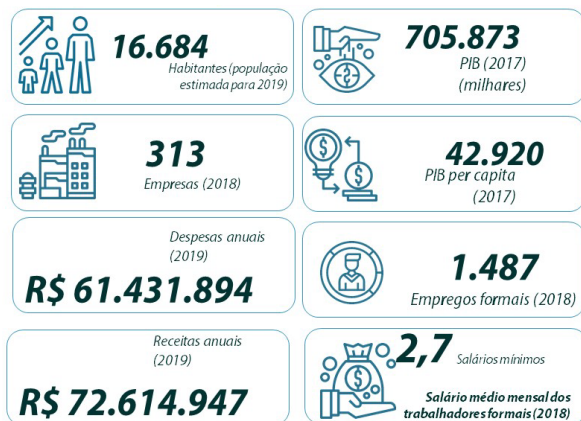 16.684
Habitantes (população
estimada para 2019)
705.873
PIB (2017)
(milhares)
313
Empresas (2018)
42.920
PIB per capita
(2017)
Despesas anuais
(2019)
R$ 61.431.894
1.487
Empregos formais (2018)
Receitas anuais
(2019)
R$ 72.614.947
2,7 Salários mínimos
Salário médio mensal dos
trabalhadores formais (2018)